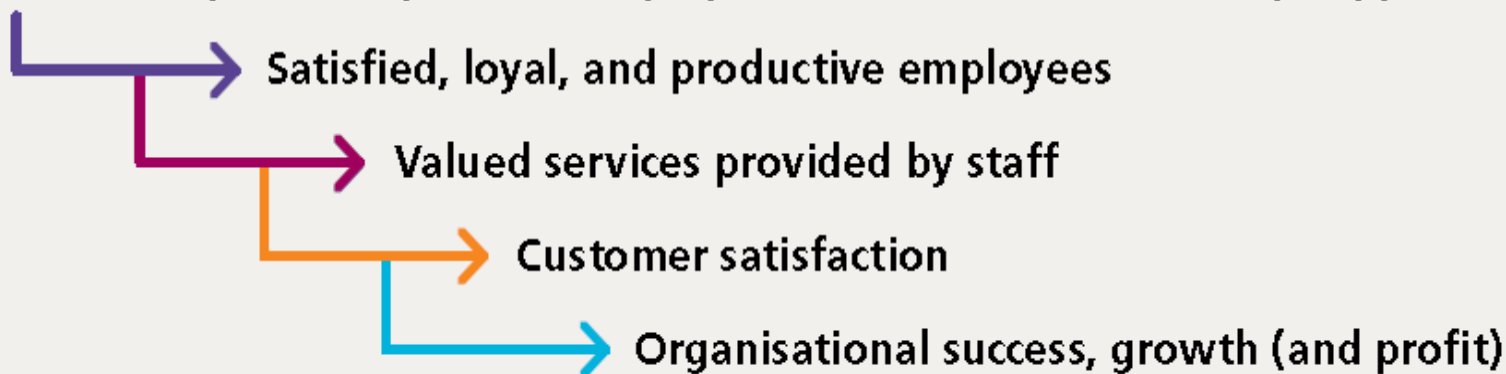 Satisfied, loyal, and productive employees
Valued services provided by staff
Customer satisfaction
Organisational success, growth (and profit)